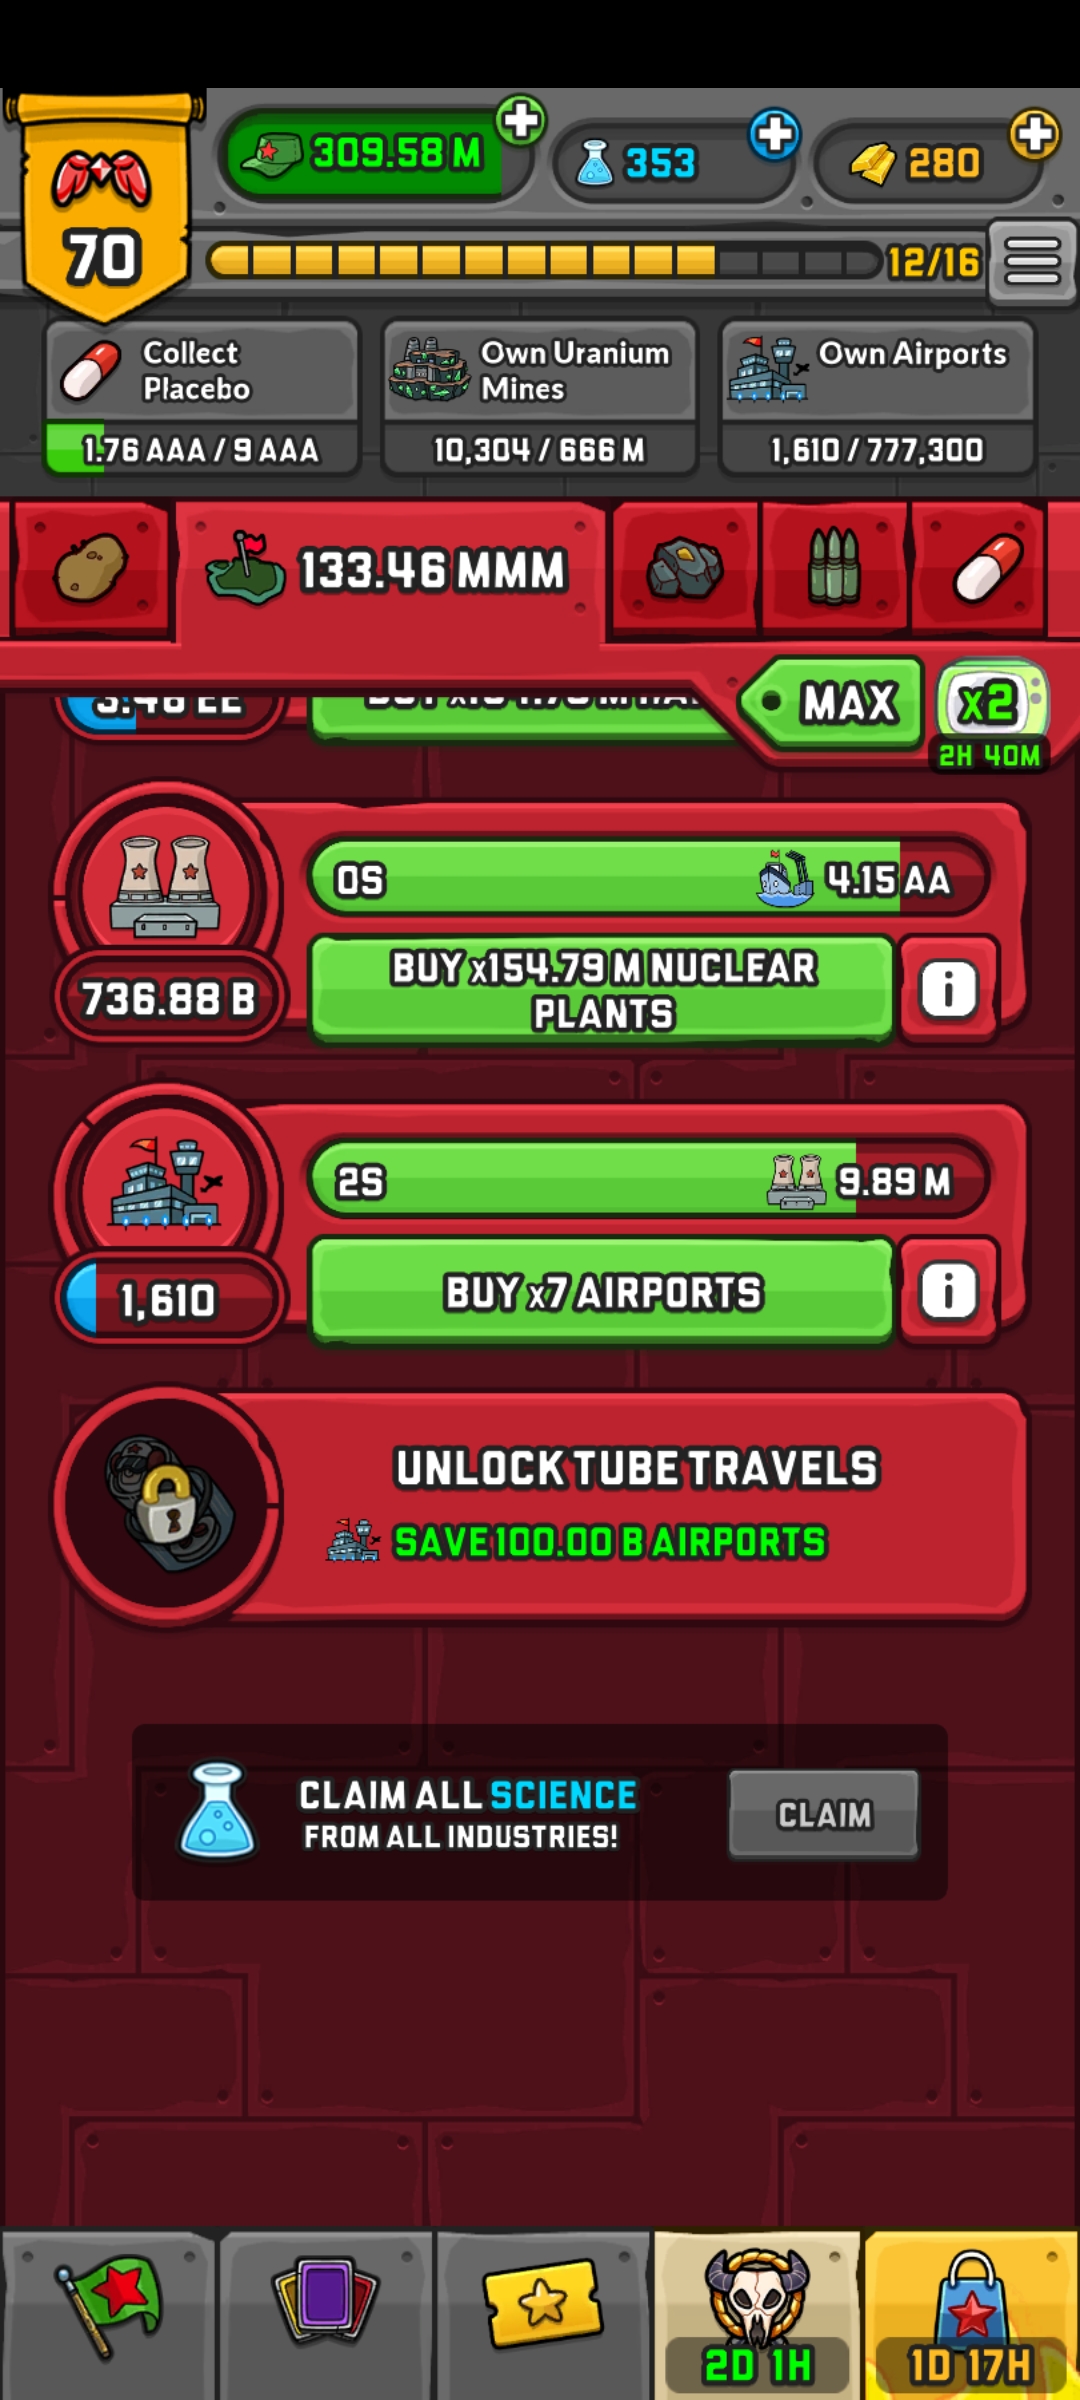 309.58 M
353
280
70
12/16
Collect
Placebo
Own Uranium
Mines
Own Airports
1.76 AAA / 9 AAA
10,304 / 666 M
1,610 / 777,300
133.46 MMM
MAX
x2
2H 40M
0S
4.15 AA
736.88 B
BUY x154.79 M NUCLEAR
PLANTS
2S
9.89 M
1,610
BUY x7 AIRPORTS
UNLOCK TUBE TRAVELS
SAVE 100.00 B AIRPORTS
CLAIM ALL SCIENCE
FROM ALL INDUSTRIES!
CLAIM
2D 1H
1D 17H